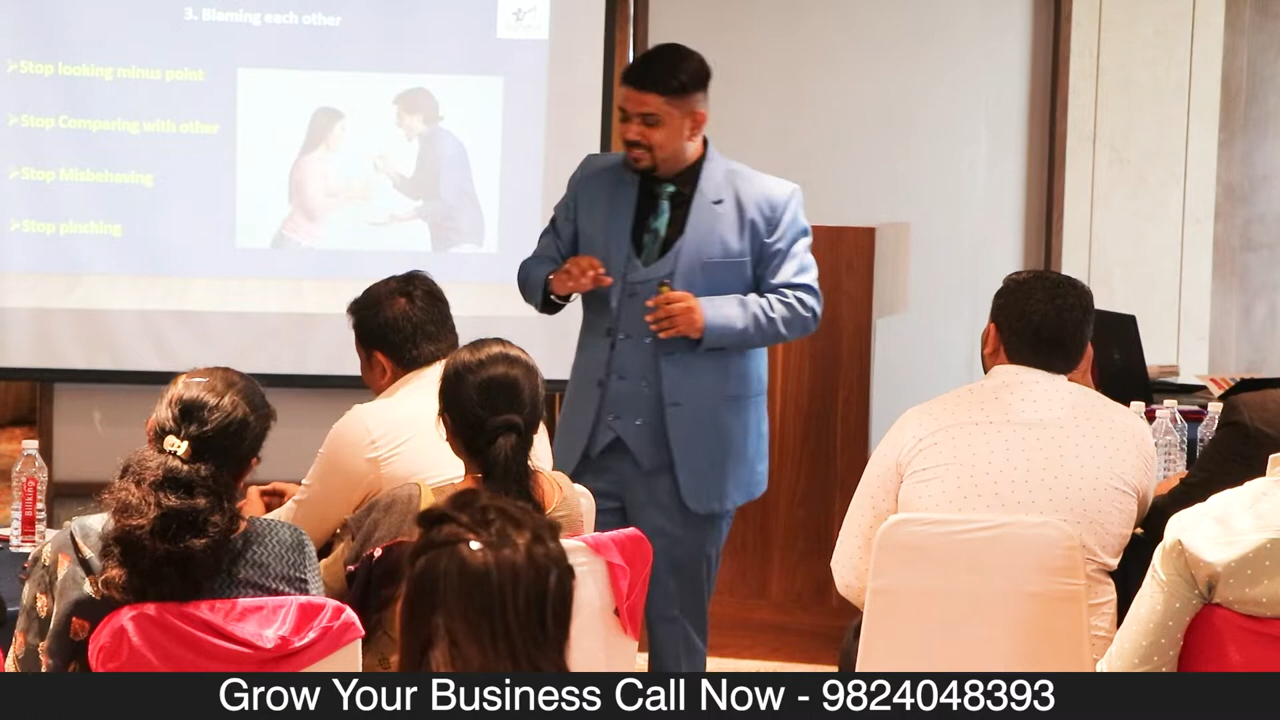 3. Blaming each other
➢Stop looking minus point
➢Stop Comparing with other
➢Stop Misbehaving
➢Stop pinching
Billking
Grow Your Business Call Now - 9824048393